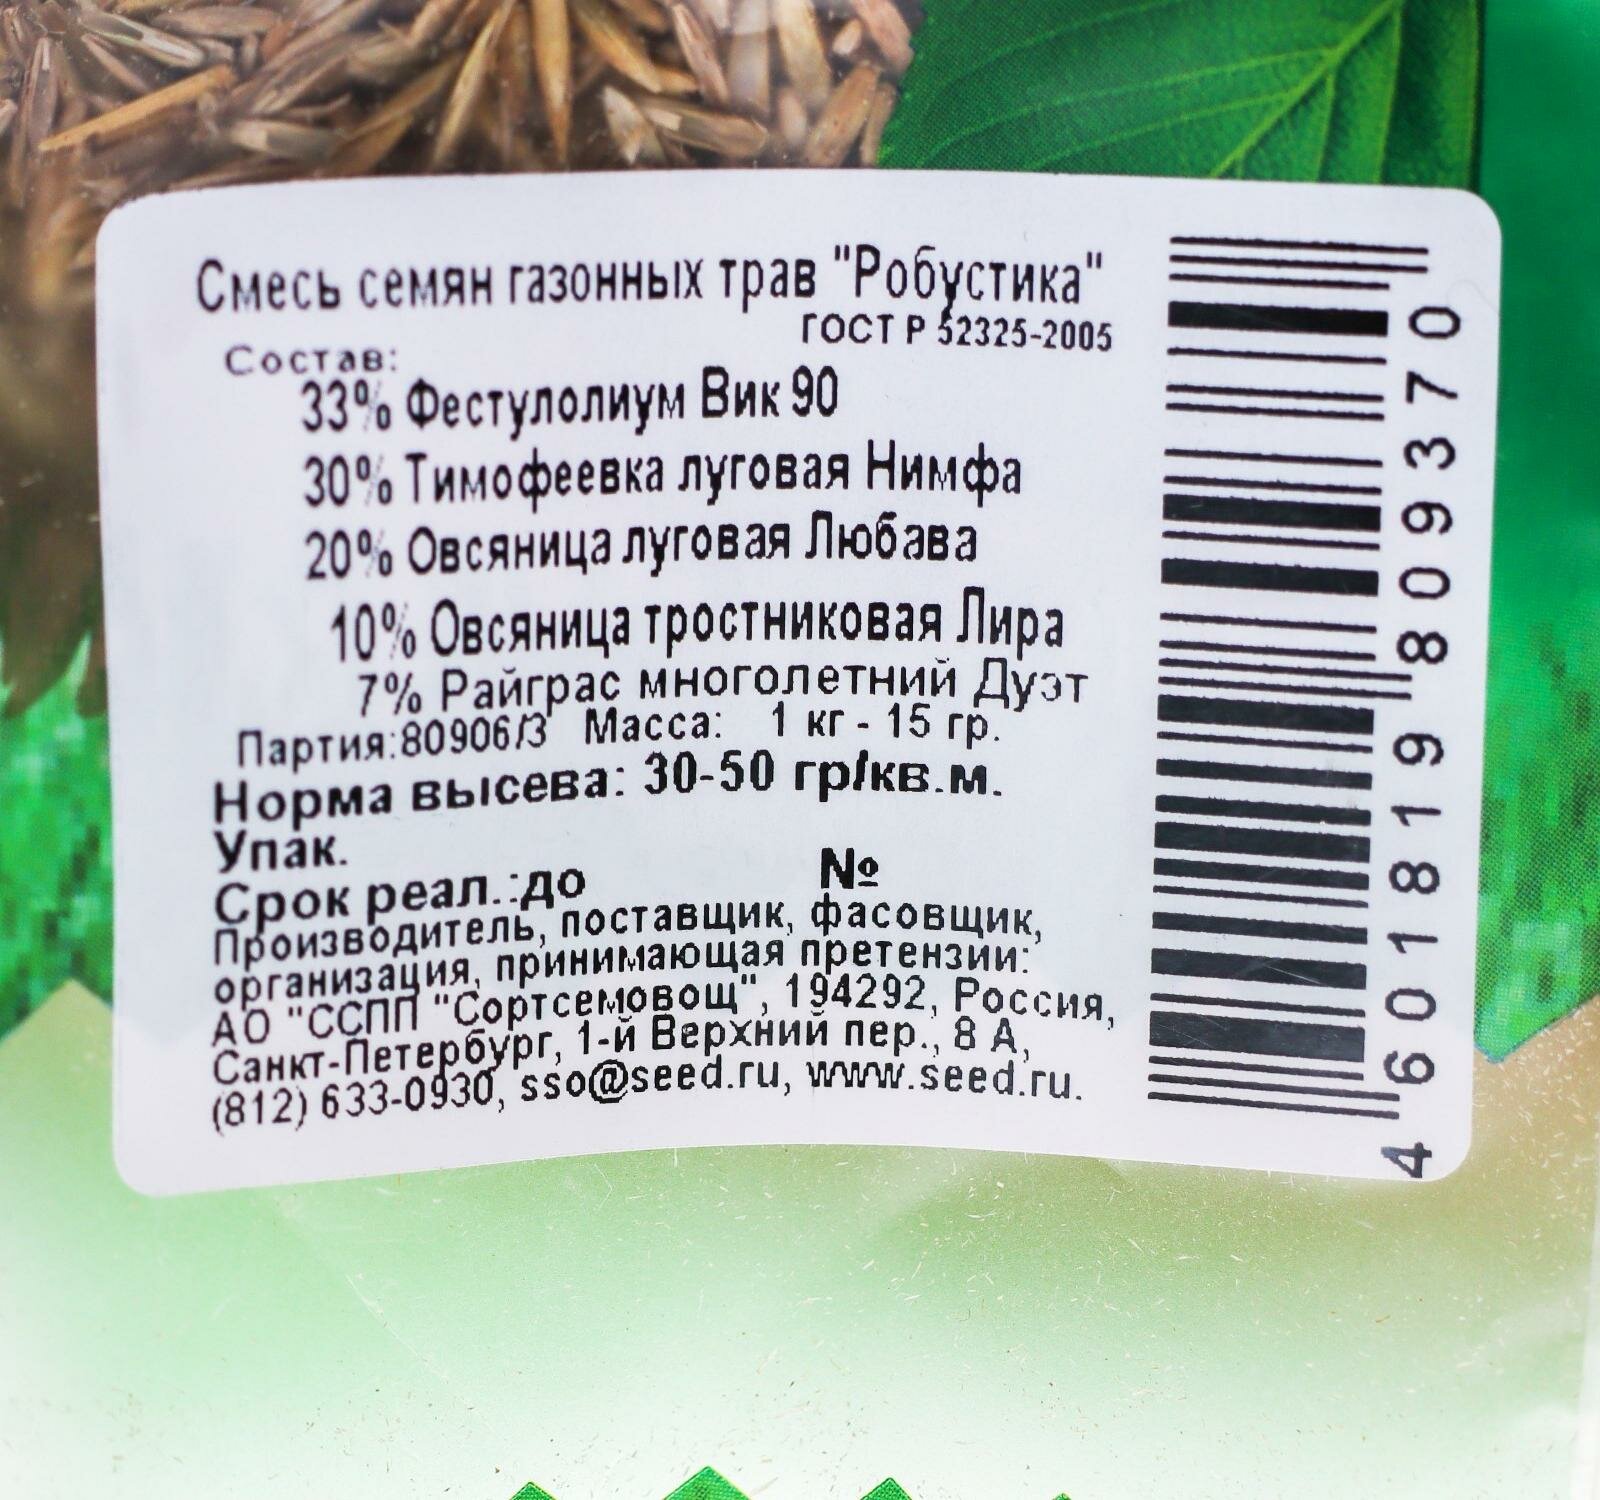 Смесь семян газонных трав "Робустика"
ГОСТ Р 52325-2005
Состав:
33% Фестулолиум Вик 90
30% Тимофеевка луговая Нимфа
20% Овсяница луговая Любава
10% Овсяница тростниковая Лира
7% Райграс многолетний Дуэт
Партия:80906/3 Масса: 1 кг - 15 гр.
Норма высева: 30-50 гр/кв.м.
Упак.
Срок реал.:до №
Производитель, поставщик, фасовщик,
организация, принимающая претензии:
АО "ССПП "Сортсемовощ", 194292, Россия,
Санкт-Петербург, 1-й Верхний пер., 8 А,
(812) 633-0930, sso@seed.ru, www.seed.ru.
4 601819 809370